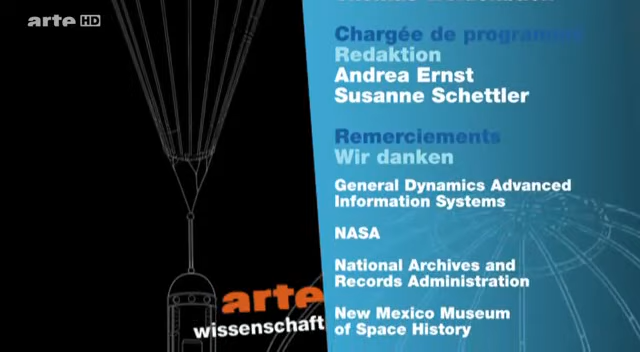 arte HD
Chargée de programme
Redaktion
Andrea Ernst
Susanne Schettler
Remerciements
Wir danken
General Dynamics Advanced
Information Systems
NASA
National Archives and
Records Administration
New Mexico Museum
of Space History
arte
wissenschaft